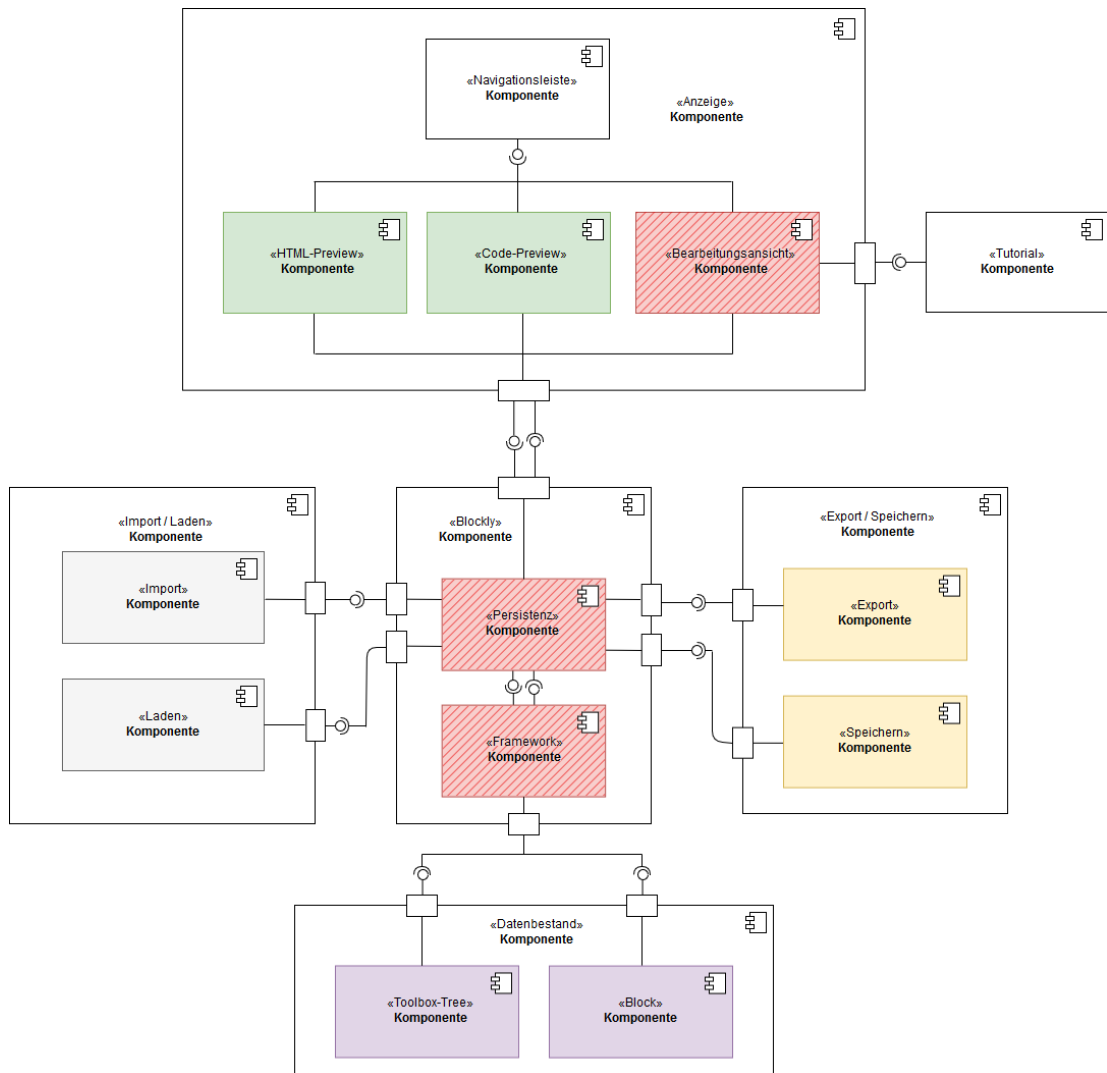 «Navigationsleiste»
Komponente
«Anzeige»
Komponente
«HTML-Preview»
Komponente
«Code-Preview»
Komponente
«Bearbeitungsansicht»
Komponente
«Tutorial»
Komponente
«Import / Laden»
Komponente
«Blockly»
Komponente
«Export / Speichern»
Komponente
«Import»
Komponente
«Persistenz»
Komponente
«Export»
Komponente
«Laden»
Komponente
«Framework»
Komponente
«Speichern»
Komponente
«Datenbestand»
Komponente
«Toolbox-Tree»
Komponente
«Block»
Komponente